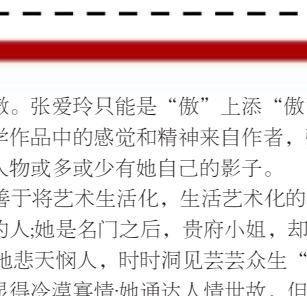 傲。张爱玲只能是“傲”上添“傲
学作品中的感觉和精神来自作者，
人物或多或少有她自己的影子。
善于将艺术生活化，生活艺术化的
的人;她是名门之后，贵府小姐，却
她悲天悯人，时时洞见芸芸众生“
显得冷漠寡情;她通达人情世故，但